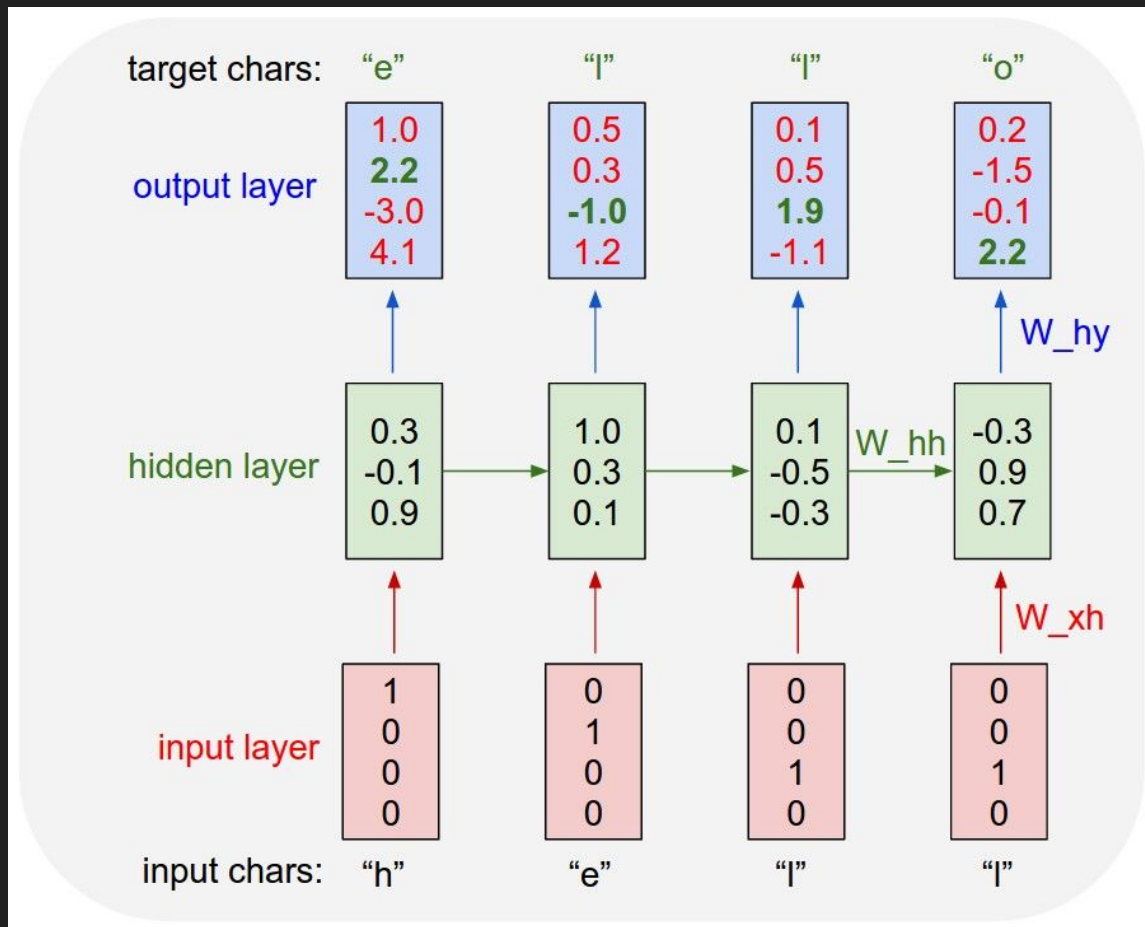 target chars: “e” “l” “l” “o”
1.0 0.5 0.1 0.2
2.2 0.3 0.5 -1.5
output layer
-3.0 -1.0 1.9 -0.1
4.1 1.2 -1.1 2.2
W_hy
0.3 1.0 0.1 -0.3
W_hh
hidden layer
-0.1 0.3 -0.5 0.9
0.9 0.1 -0.3 0.7
W_xh
1 0 0 0
0 1 0 0
input layer
0 0 1 1
0 0 0 0
input chars: “h” “e” “l” “l”